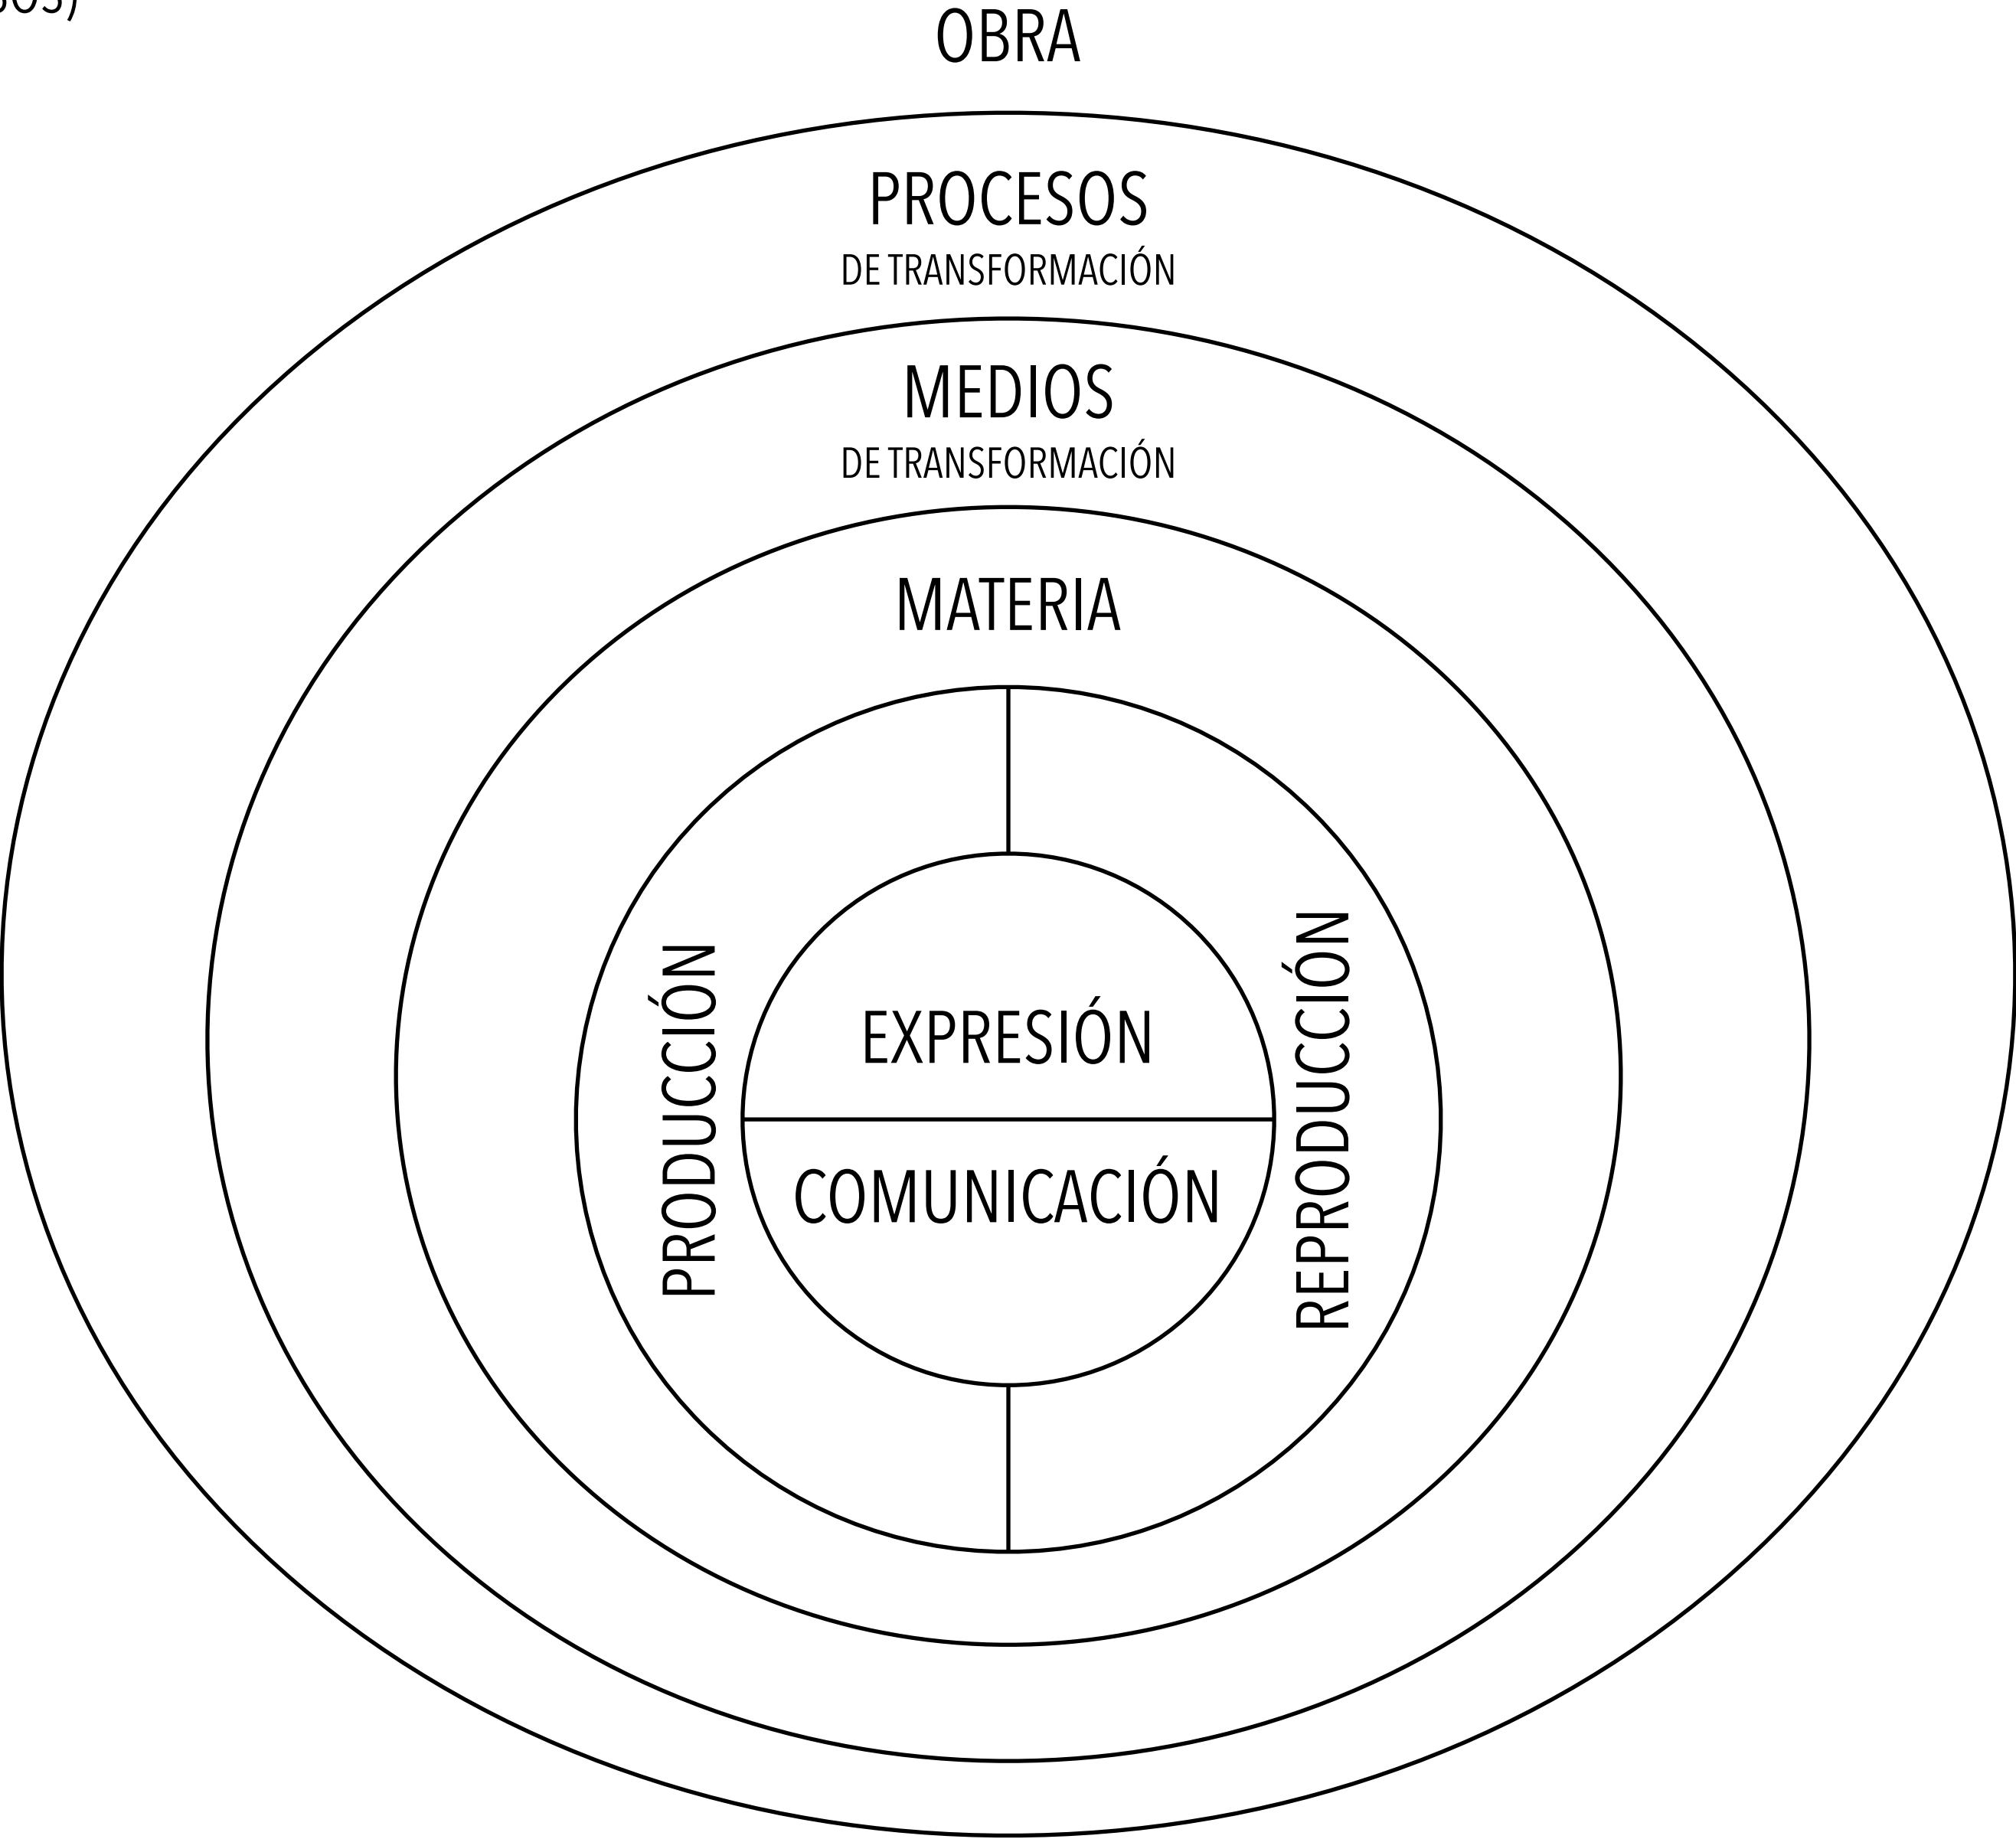 OBRA
PROCESOS
DE TRANSFORMACIÓN
MEDIOS
DE TRANSFORMACIÓN
MATERIA
PRODUCCIÓN
EXPRESIÓN
COMUNICACIÓN
REPRODUCCIÓN